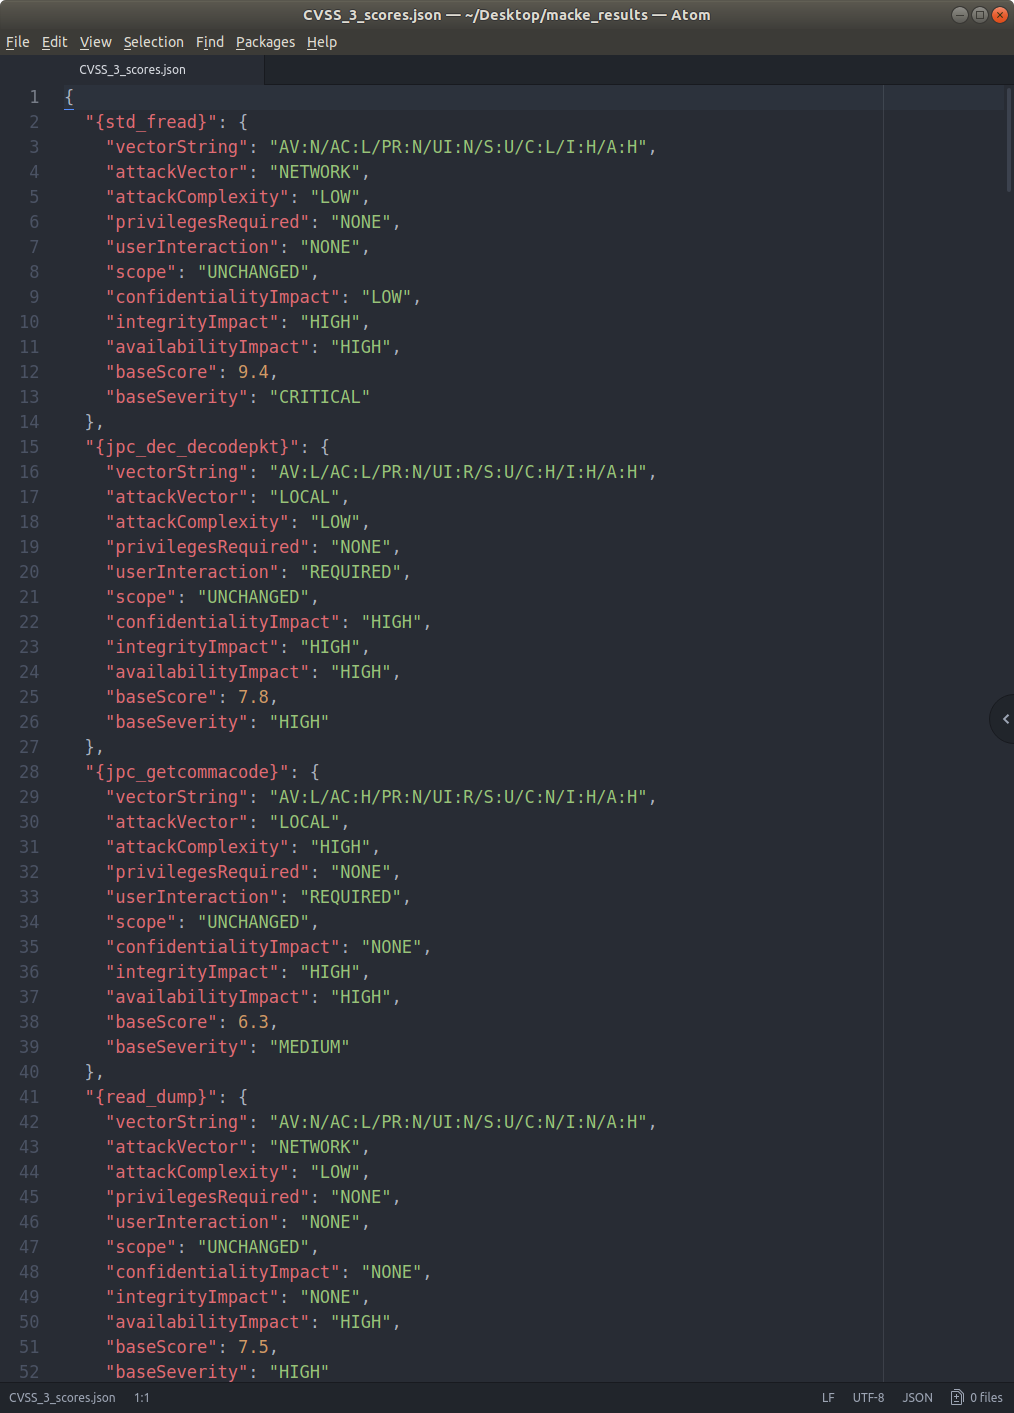 CVSS_3_scores.json — ~/Desktop/macke_results — Atom
File Edit View Selection Find Packages Help
CVSS_3_scores.json
1 {
2 "{std_fread}": {
3 "vectorString": "AV:N/AC:L/PR:N/UI:N/S:U/C:L/I:H/A:H",
4 "attackVector": "NETWORK",
5 "attackComplexity": "LOW",
6 "privilegesRequired": "NONE",
7 "userInteraction": "NONE",
8 "scope": "UNCHANGED",
9 "confidentialityImpact": "LOW",
10 "integrityImpact": "HIGH",
11 "availabilityImpact": "HIGH",
12 "baseScore": 9.4,
13 "baseSeverity": "CRITICAL"
14 },
15 "{jpc_dec_decodepkt}": {
16 "vectorString": "AV:L/AC:L/PR:N/UI:R/S:U/C:H/I:H/A:H",
17 "attackVector": "LOCAL",
18 "attackComplexity": "LOW",
19 "privilegesRequired": "NONE",
20 "userInteraction": "REQUIRED",
21 "scope": "UNCHANGED",
22 "confidentialityImpact": "HIGH",
23 "integrityImpact": "HIGH",
24 "availabilityImpact": "HIGH",
25 "baseScore": 7.8,
26 "baseSeverity": "HIGH"
27 },
28 "{jpc_getcommacode}": {
29 "vectorString": "AV:L/AC:H/PR:N/UI:R/S:U/C:N/I:H/A:H",
30 "attackVector": "LOCAL",
31 "attackComplexity": "HIGH",
32 "privilegesRequired": "NONE",
33 "userInteraction": "REQUIRED",
34 "scope": "UNCHANGED",
35 "confidentialityImpact": "NONE",
36 "integrityImpact": "HIGH",
37 "availabilityImpact": "HIGH",
38 "baseScore": 6.3,
39 "baseSeverity": "MEDIUM"
40 },
41 "{read_dump}": {
42 "vectorString": "AV:N/AC:L/PR:N/UI:N/S:U/C:N/I:N/A:H",
43 "attackVector": "NETWORK",
44 "attackComplexity": "LOW",
45 "privilegesRequired": "NONE",
46 "userInteraction": "NONE",
47 "scope": "UNCHANGED",
48 "confidentialityImpact": "NONE",
49 "integrityImpact": "NONE",
50 "availabilityImpact": "HIGH",
51 "baseScore": 7.5,
52 "baseSeverity": "HIGH"
CVSS_3_scores.json 1:1 LF UTF-8 JSON 0 files